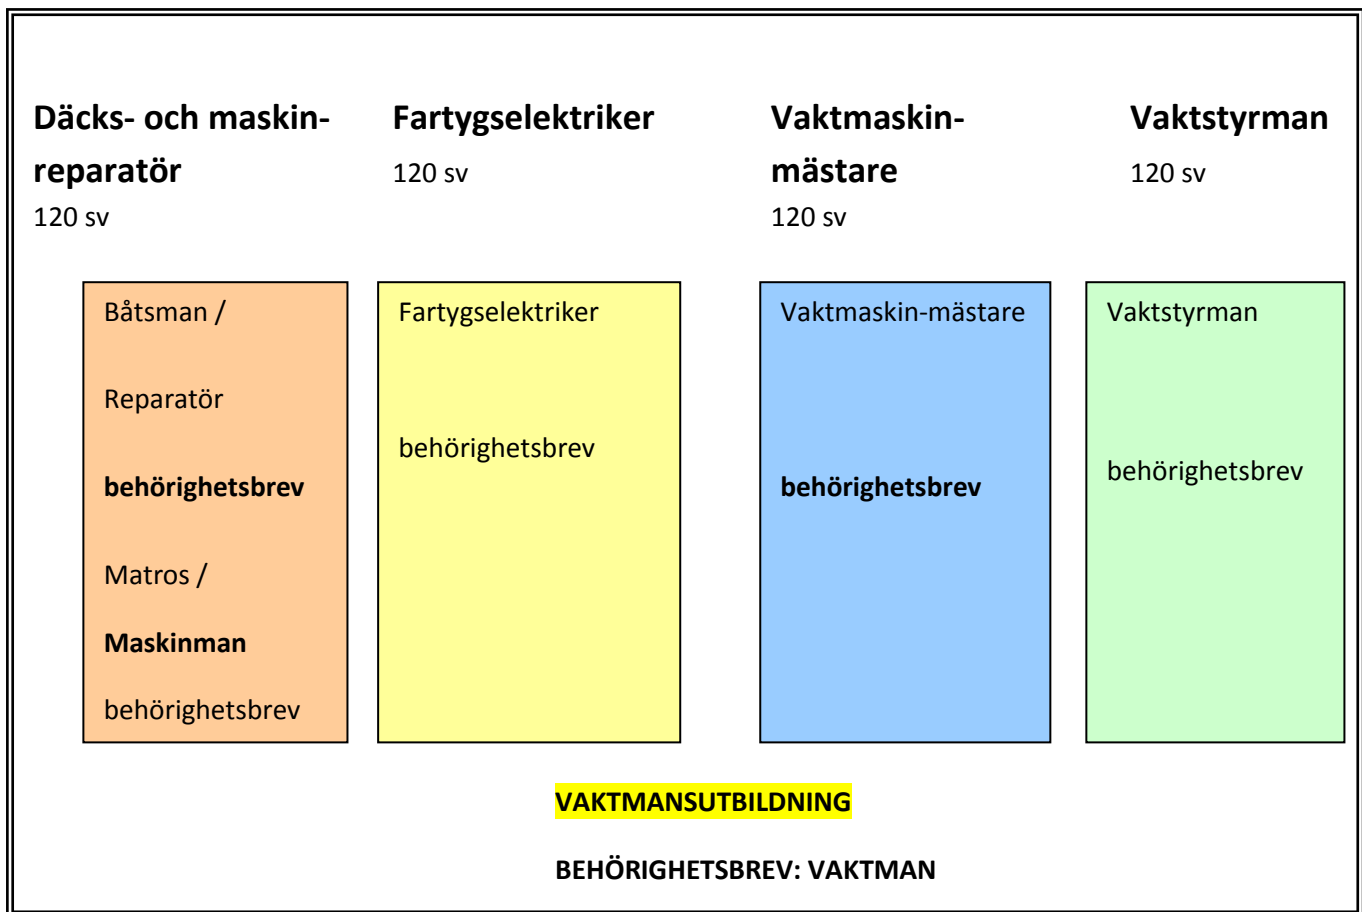 Däcks- och maskin-
reparatör
120 sv
Fartygselektriker
120 sv
Vaktmaskin-
mästare
120 sv
Vaktstyrman
120 sv
Båtsman /
Reparatör
behörighetsbrev
Matros /
Maskinman
behörighetsbrev
Fartygselektriker
behörighetsbrev
Vaktmaskin-mästare
behörighetsbrev
Vaktstyrman
behörighetsbrev
VAKTMANSUTBILDNING
BEHÖRIGHETSBREV: VAKTMAN